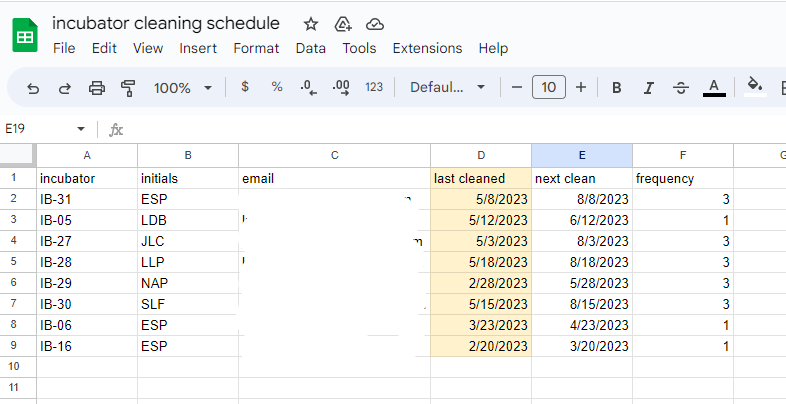 incubator cleaning schedule
File Edit View Insert Format Data Tools Extensions Help
100% $ % .0 .00 123 Defaul... − 10 + B I S A
E19 fx
A B C D E F
1 incubator initials email last cleaned next clean frequency
2 IB-31 ESP 5/8/2023 8/8/2023 3
3 IB-05 LDB 5/12/2023 6/12/2023 1
4 IB-27 JLC m 5/3/2023 8/3/2023 3
5 IB-28 LLP 5/18/2023 8/18/2023 3
6 IB-29 NAP 2/28/2023 5/28/2023 3
7 IB-30 SLF 5/15/2023 8/15/2023 3
8 IB-06 ESP 3/23/2023 4/23/2023 1
9 IB-16 ESP 2/20/2023 3/20/2023 1
10
11